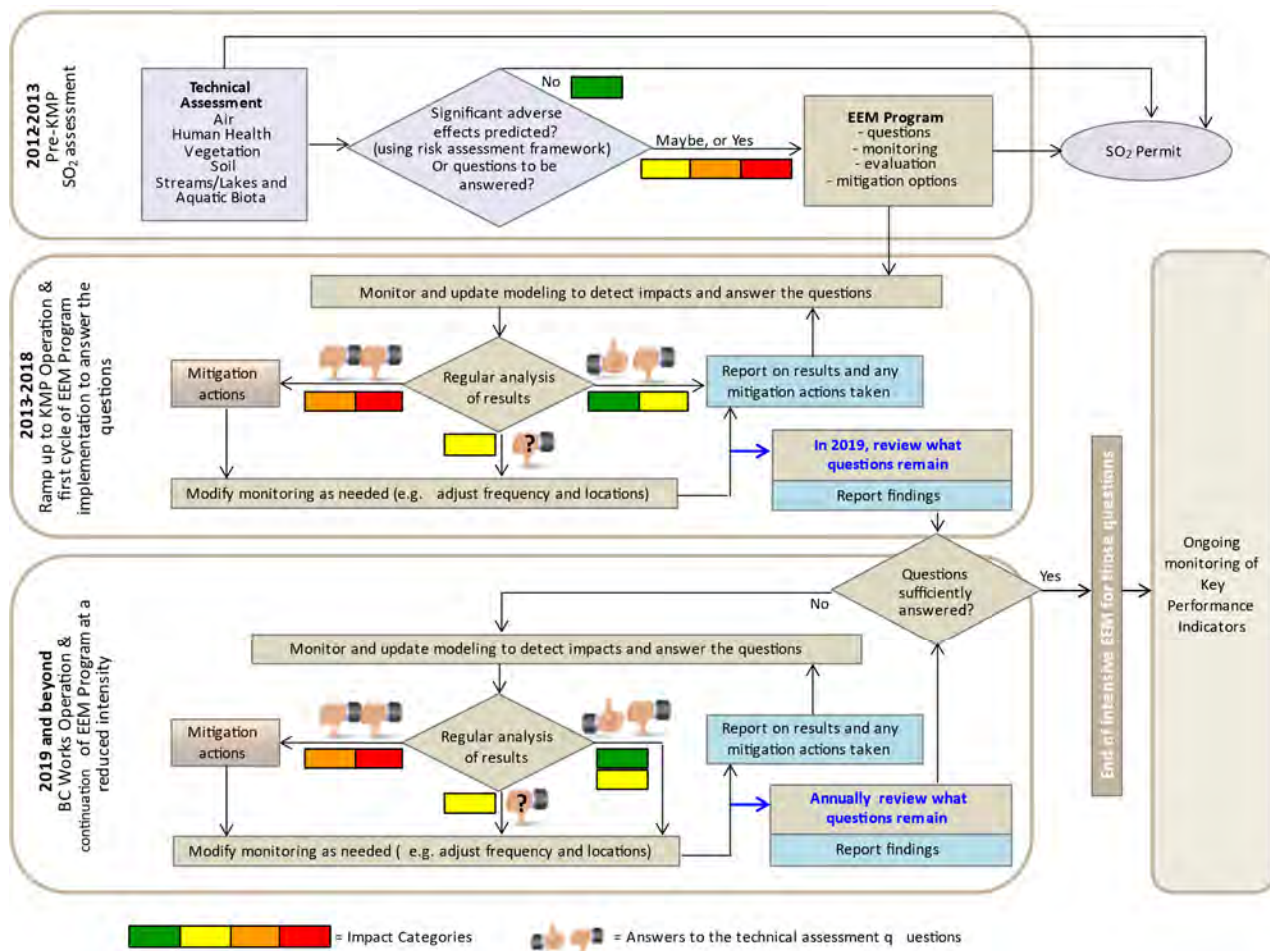 2012-2013
Pre-KMP
SO2 assessment
Technical
Assessment
Air
Human Health
Vegetation
Soil
Streams/Lakes and
Aquatic Biota
Significant adverse
effects predicted?
(using risk assessment framework)
Or questions to be
answered?
No
Maybe, or Yes
EEM Program
- questions
- monitoring
- evaluation
- mitigation options
SO2 Permit
2013-2018
Ramp up to KMP Operation &
first cycle of EEM Program
implementation to answer the
questions
Monitor and update modeling to detect impacts and answer the questions
Mitigation
actions
Regular analysis
of results
Report on results and any
mitigation actions taken
?
Modify monitoring as needed (e.g. adjust frequency and locations)
In 2019, review what
questions remain
Report findings
Questions
sufficiently
answered?
Yes
No
End of intensive EEM for those questions
Ongoing
monitoring of
Key
Performance
Indicators
2019 and beyond
BC Works Operation &
continuation of EEM Program at a
reduced intensity
Monitor and update modeling to detect impacts and answer the questions
Mitigation
actions
Regular analysis
of results
Report on results and any
mitigation actions taken
?
Modify monitoring as needed ( e.g. adjust frequency and locations)
Annually review what
questions remain
Report findings
= Impact Categories
= Answers to the technical assessment q uestions